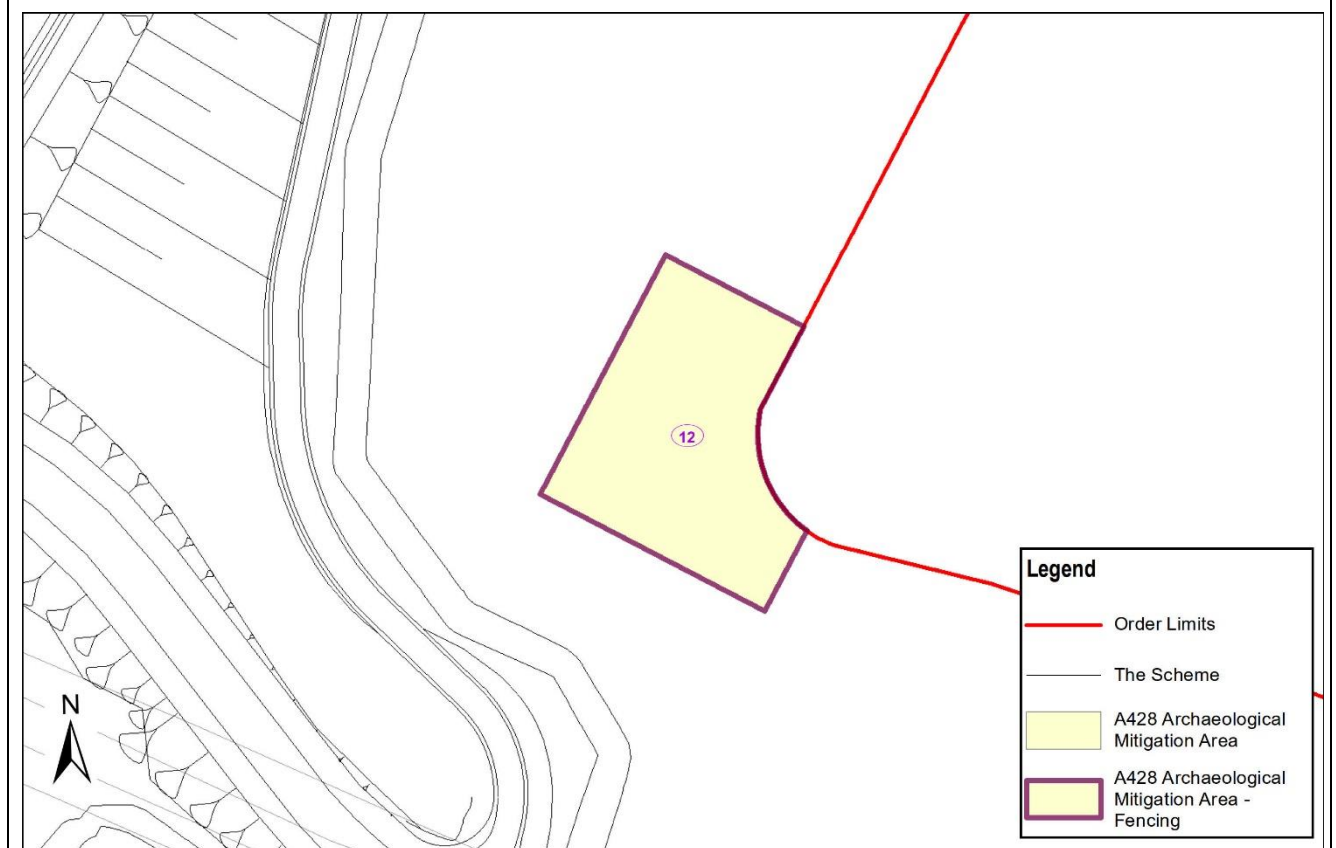 12
N
Legend
Order Limits
The Scheme
A428 Archaeological
Mitigation Area
A428 Archaeological
Mitigation Area -
Fencing